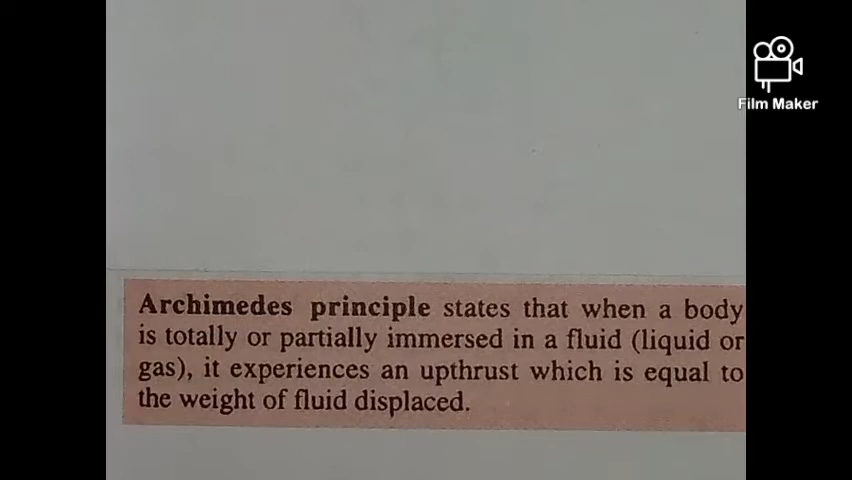 Film Maker
Archimedes principle states that when a body
is totally or partially immersed in a fluid (liquid or
gas), it experiences an upthrust which is equal to
the weight of fluid displaced.